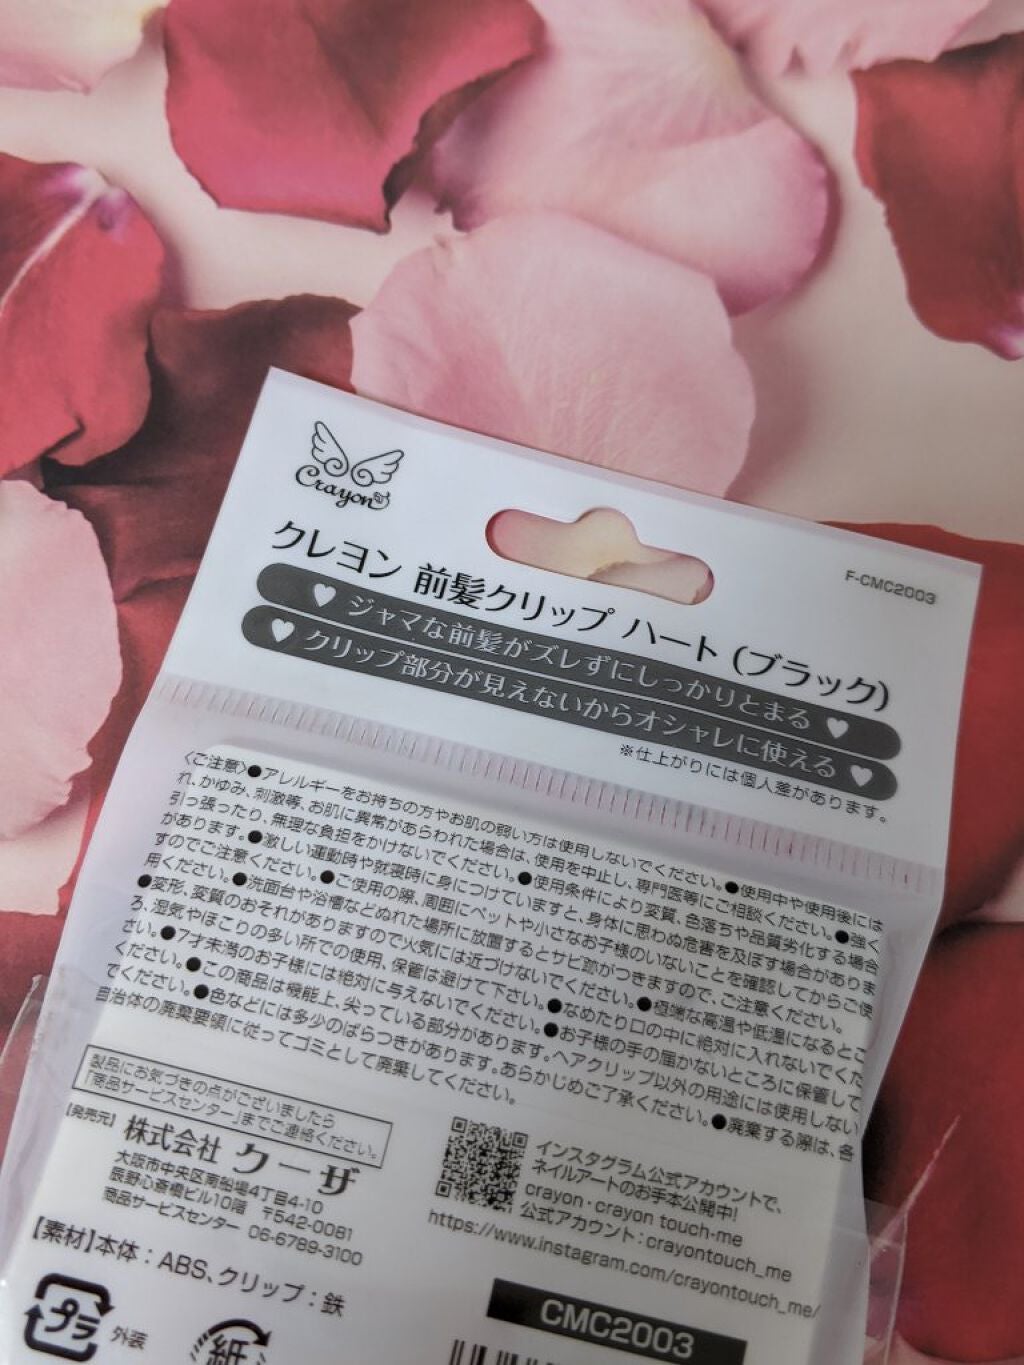 Crayon
F-CMC2003
クレヨン 前髪クリップ ハート（ブラック）
♥ ジャマな前髪がズレずにしっかりとまる ♥
♥ クリップ部分が見えないからオシャレに使える ♥
※仕上がりには個人差があります。
〈ご注意〉●アレルギーをお持ちの方やお肌の弱い方は使用しないでください。●使用中や使用後には
れ、かゆみ、刺激等、お肌に異常があらわれた場合は、使用を中止し、専門医等にご相談ください。●強く
引っ張ったり、無理な負担をかけないでください。●使用条件により変質、色落ちや品質劣化する場合
があります。●激しい運動時や就寝時に身につけていますと、身体に思わぬ危害を及ぼす場合がありま
すのでご注意ください。●ご使用の際、周囲にペットや小さなお子様のいないことを確認してからご使
用ください。●洗面台や浴槽などぬれた場所に放置するとサビ跡がつきますので、ご注意ください。
●変形、変質のおそれがありますので火気には近づけないでください。●極端な高温や低温になるとこ
ろ、湿気やほこりの多い所での使用、保管は避けて下さい。●なめたり口の中に絶対に入れないでくだ
さい。●7才未満のお子様には絶対に与えないでください。●お子様の手の届かないところに保管して
ください。●この商品は機能上、尖っている部分があります。ヘアクリップ以外の用途には使用しない
でください。●色などには多少のばらつきがあります。あらかじめご了承ください。●廃棄する際は、各
自治体の廃棄要領に従ってゴミとして廃棄してください。
製品にお気づきの点がございましたら
「商品サービスセンター」までご連絡ください。
【発売元】株式会社 クーザ
大阪市中央区南船場4丁目4-10
辰野心斎橋ビル10階 〒542-0081
商品サービスセンター 06-6789-3100
インスタグラム公式アカウントで、
ネイルアートのお手本公開中!
crayon・crayon touch-me
公式アカウント：crayontouch_me
https://www.instagram.com/crayontouch_me/
【素材】本体：ABS、クリップ：鉄
プラ 外装
紙
CMC2003